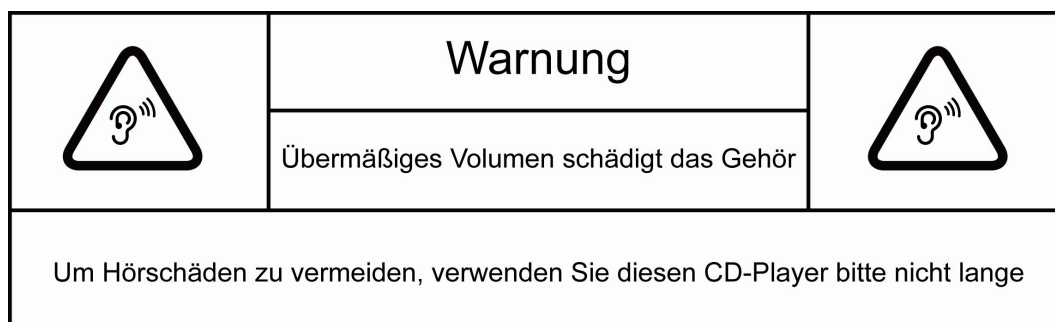 Warnung
Übermäßiges Volumen schädigt das Gehör
Um Hörschäden zu vermeiden, verwenden Sie diesen CD-Player bitte nicht lange